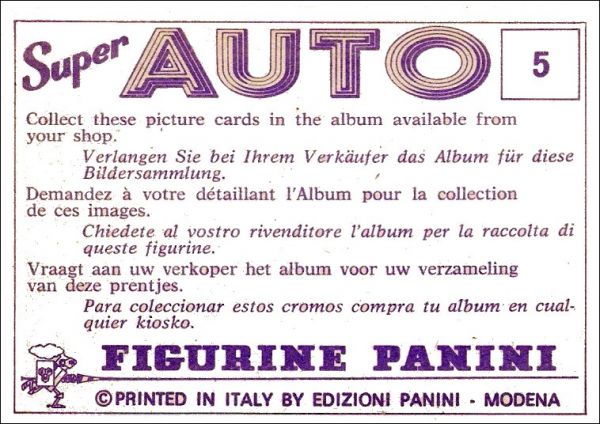 Super AUTO 5
Collect these picture cards in the album available from
your shop.
Verlangen Sie bei Ihrem Verkäufer das Album für diese
Bildersammlung.
Demandez à votre détaillant l'Album pour la collection
de ces images.
Chiedete al vostro rivenditore l'album per la raccolta di
queste figurine.
Vraagt aan uw verkoper het album voor uw verzameling
van deze prentjes.
Para coleccionar estos cromos compra tu album en cual-
quier kiosko.
FIGURINE PANINI
©PRINTED IN ITALY BY EDIZIONI PANINI - MODENA